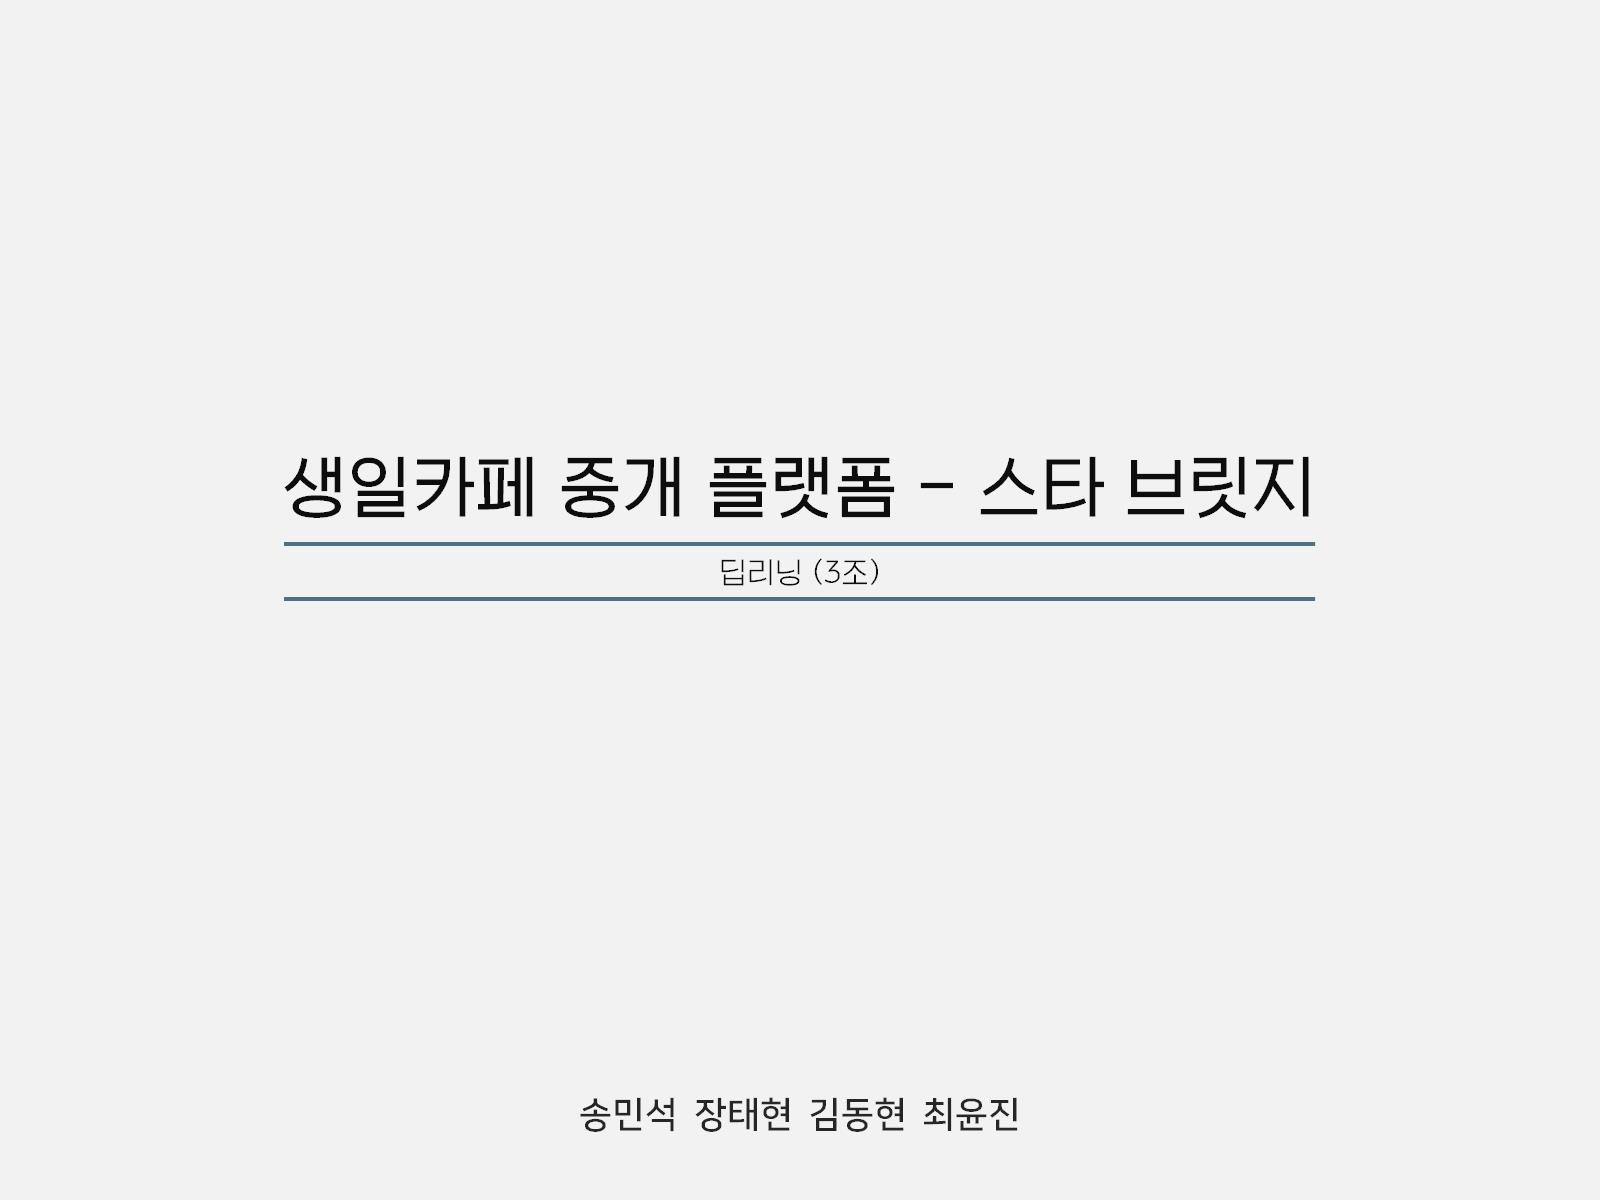 생일카페 중개 플랫폼 - 스타 브릿지
딥리닝 (3조)
송민석 장태현 김동현 최윤진